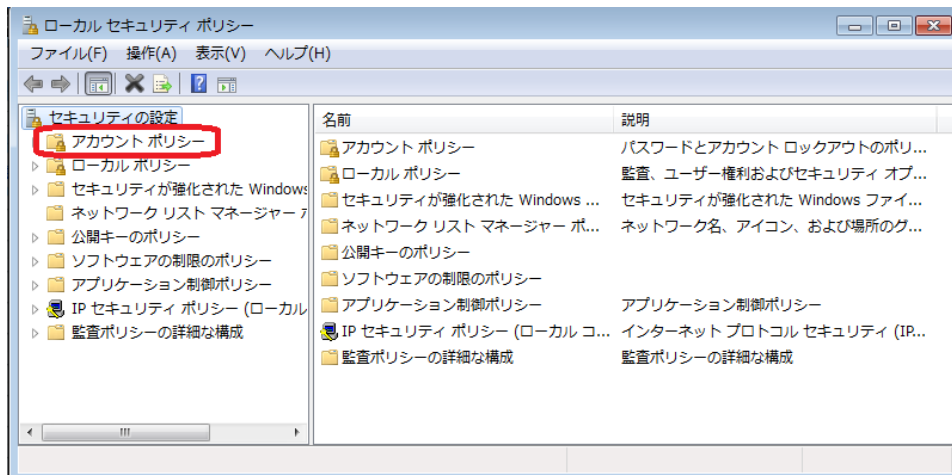 ローカル セキュリティ ポリシー
ファイル(F) 操作(A) 表示(V) ヘルプ(H)
セキュリティの設定
アカウント ポリシー
ローカル ポリシー
セキュリティが強化された Windows
ネットワーク リスト マネージャー
公開キーのポリシー
ソフトウェアの制限のポリシー
アプリケーション制御ポリシー
IP セキュリティ ポリシー (ローカル
監査ポリシーの詳細な構成
名前 説明
アカウント ポリシー パスワードとアカウント ロックアウトのポリ...
ローカル ポリシー 監査、ユーザー権利およびセキュリティ オプ...
セキュリティが強化された Windows ... セキュリティが強化された Windows ファイ...
ネットワーク リスト マネージャー ポ... ネットワーク名、アイコン、および場所のグ...
公開キーのポリシー
ソフトウェアの制限のポリシー
アプリケーション制御ポリシー アプリケーション制御ポリシー
IP セキュリティ ポリシー (ローカル コ... インターネット プロトコル セキュリティ (IP...
監査ポリシーの詳細な構成 監査ポリシーの詳細な構成